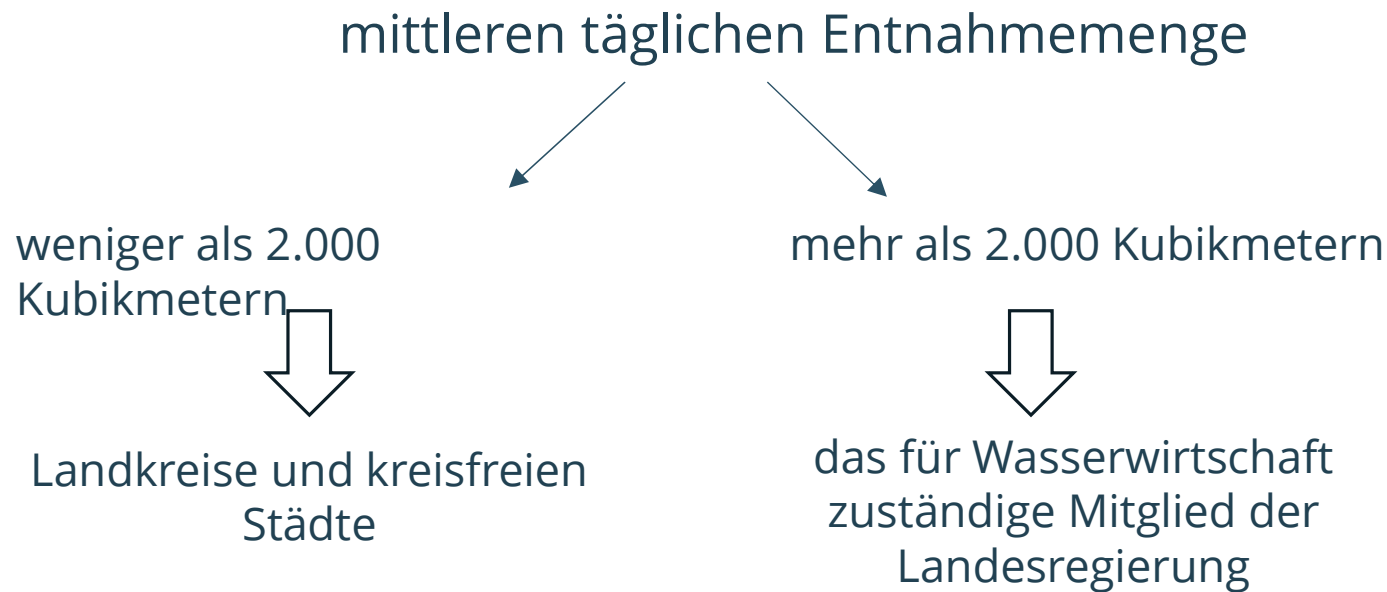 mittleren täglichen Entnahmemenge
weniger als 2.000
Kubikmetern
mehr als 2.000 Kubikmetern
Landkreise und kreisfreien
Städte
das für Wasserwirtschaft
zuständige Mitglied der
Landesregierung